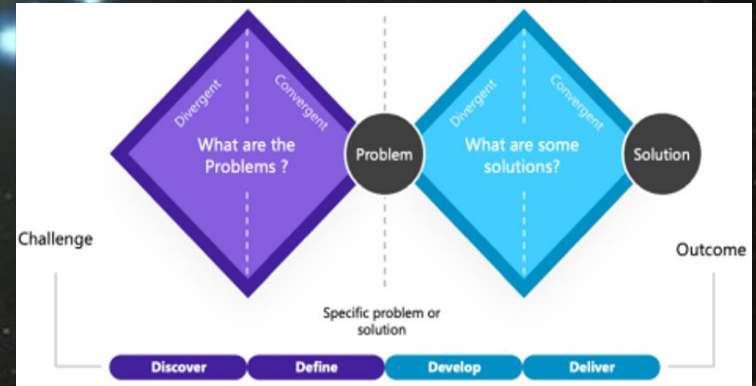 Divergent
Convergent
What are the
Problems ?
Problem
Divergent
Convergent
What are some
solutions?
Solution
Challenge
Outcome
Specific problem or
solution
Discover
Define
Develop
Deliver